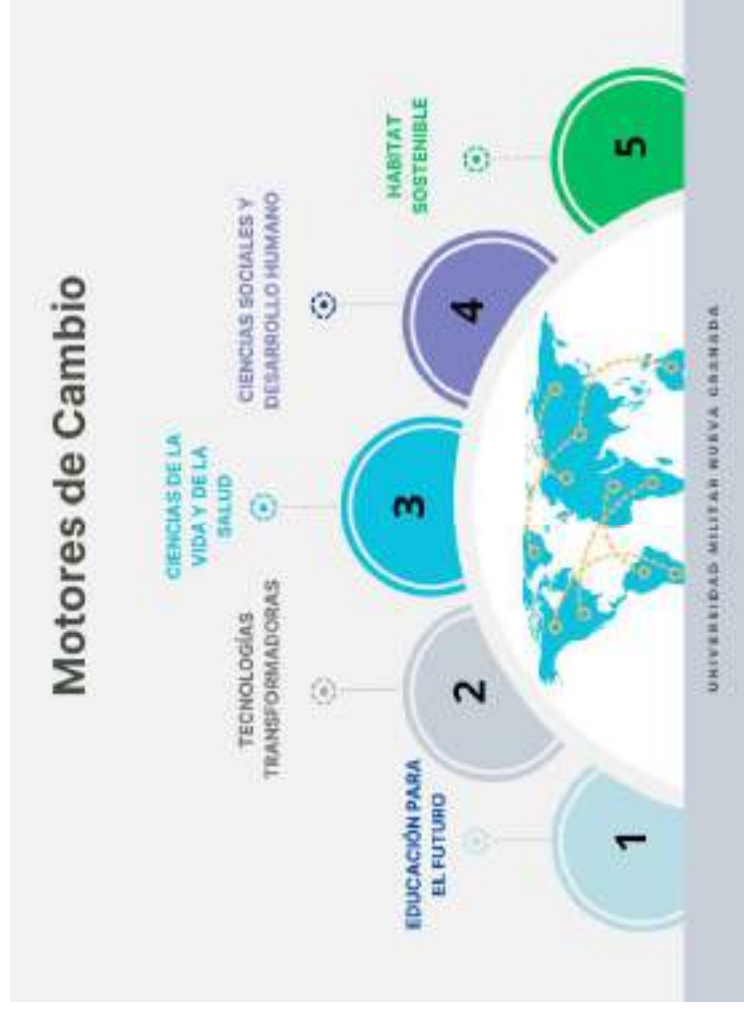 Motores de Cambio
EDUCACIÓN PARA
EL FUTURO
1
TECNOLOGÍAS
TRANSFORMADORAS
2
CIENCIAS DE LA
VIDA Y DE LA
SALUD
3
CIENCIAS SOCIALES Y
DESARROLLO HUMANO
4
HABITAT
SOSTENIBLE
5
UNIVERSIDAD MILITAR NUEVA GRANADA